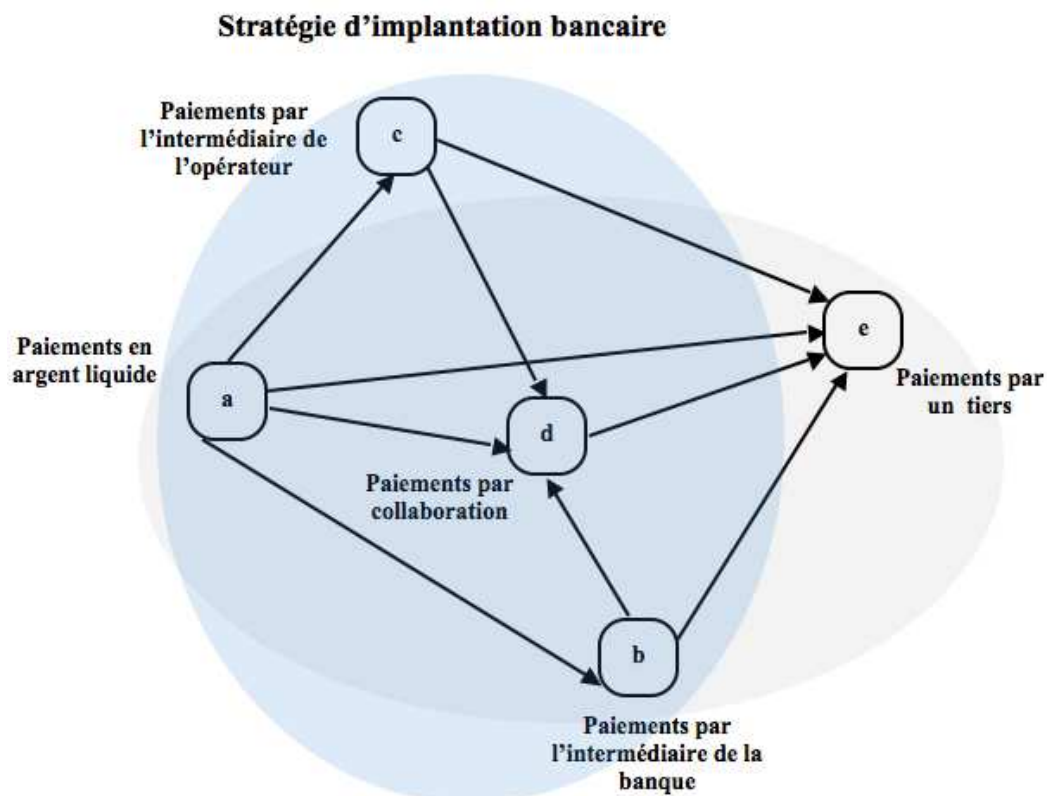 Stratégie d’implantation bancaire
Paiements par
l’intermédiaire de
l’opérateur
c
Paiements en
argent liquide
a
e
Paiements par
un tiers
d
Paiements par
collaboration
b
Paiements par
l’intermédiaire de la
banque